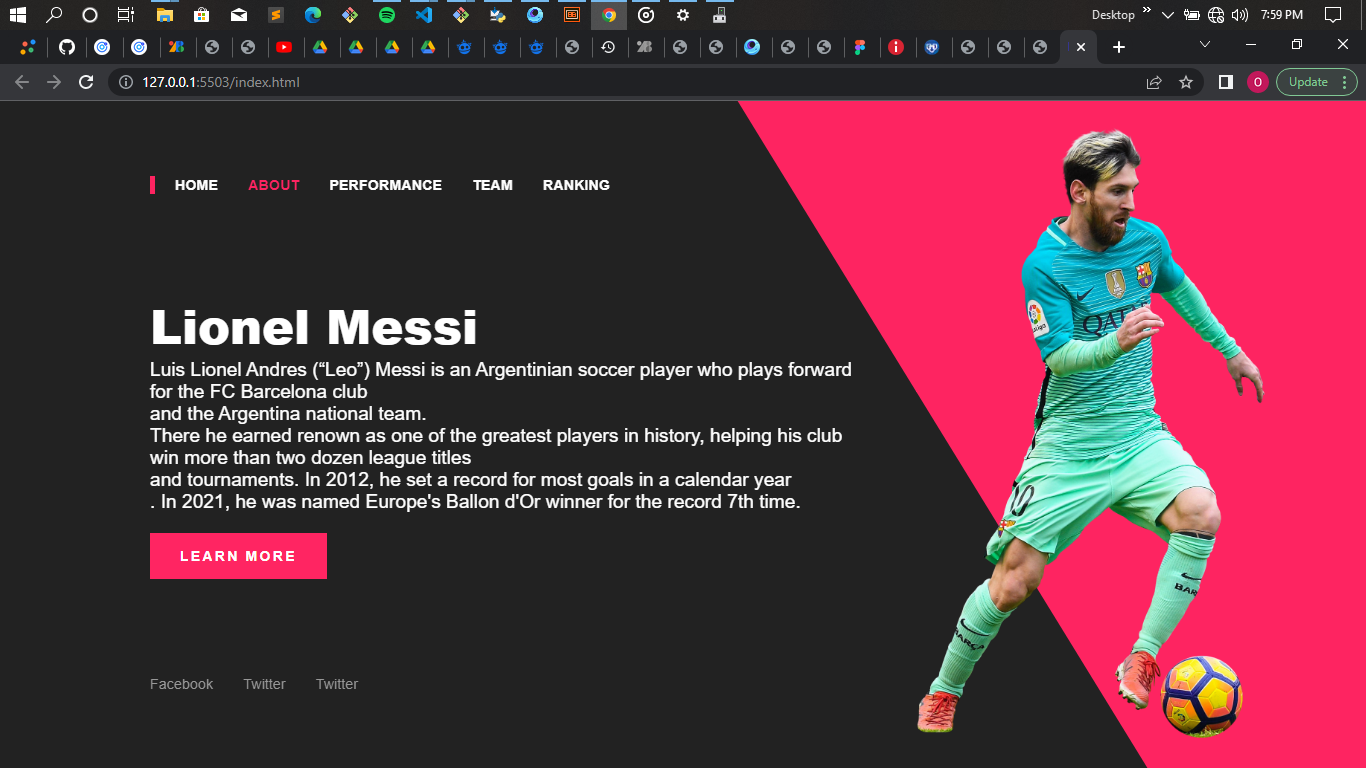 Desktop
7:59 PM
127.0.0.1:5503/index.html
O
Update
HOME ABOUT PERFORMANCE TEAM RANKING
Lionel Messi
Luis Lionel Andres (“Leo”) Messi is an Argentinian soccer player who plays forward
for the FC Barcelona club
and the Argentina national team.
There he earned renown as one of the greatest players in history, helping his club
win more than two dozen league titles
and tournaments. In 2012, he set a record for most goals in a calendar year
. In 2021, he was named Europe's Ballon d'Or winner for the record 7th time.
LEARN MORE
Facebook Twitter Twitter
QATA
10
BARÇA
BAR